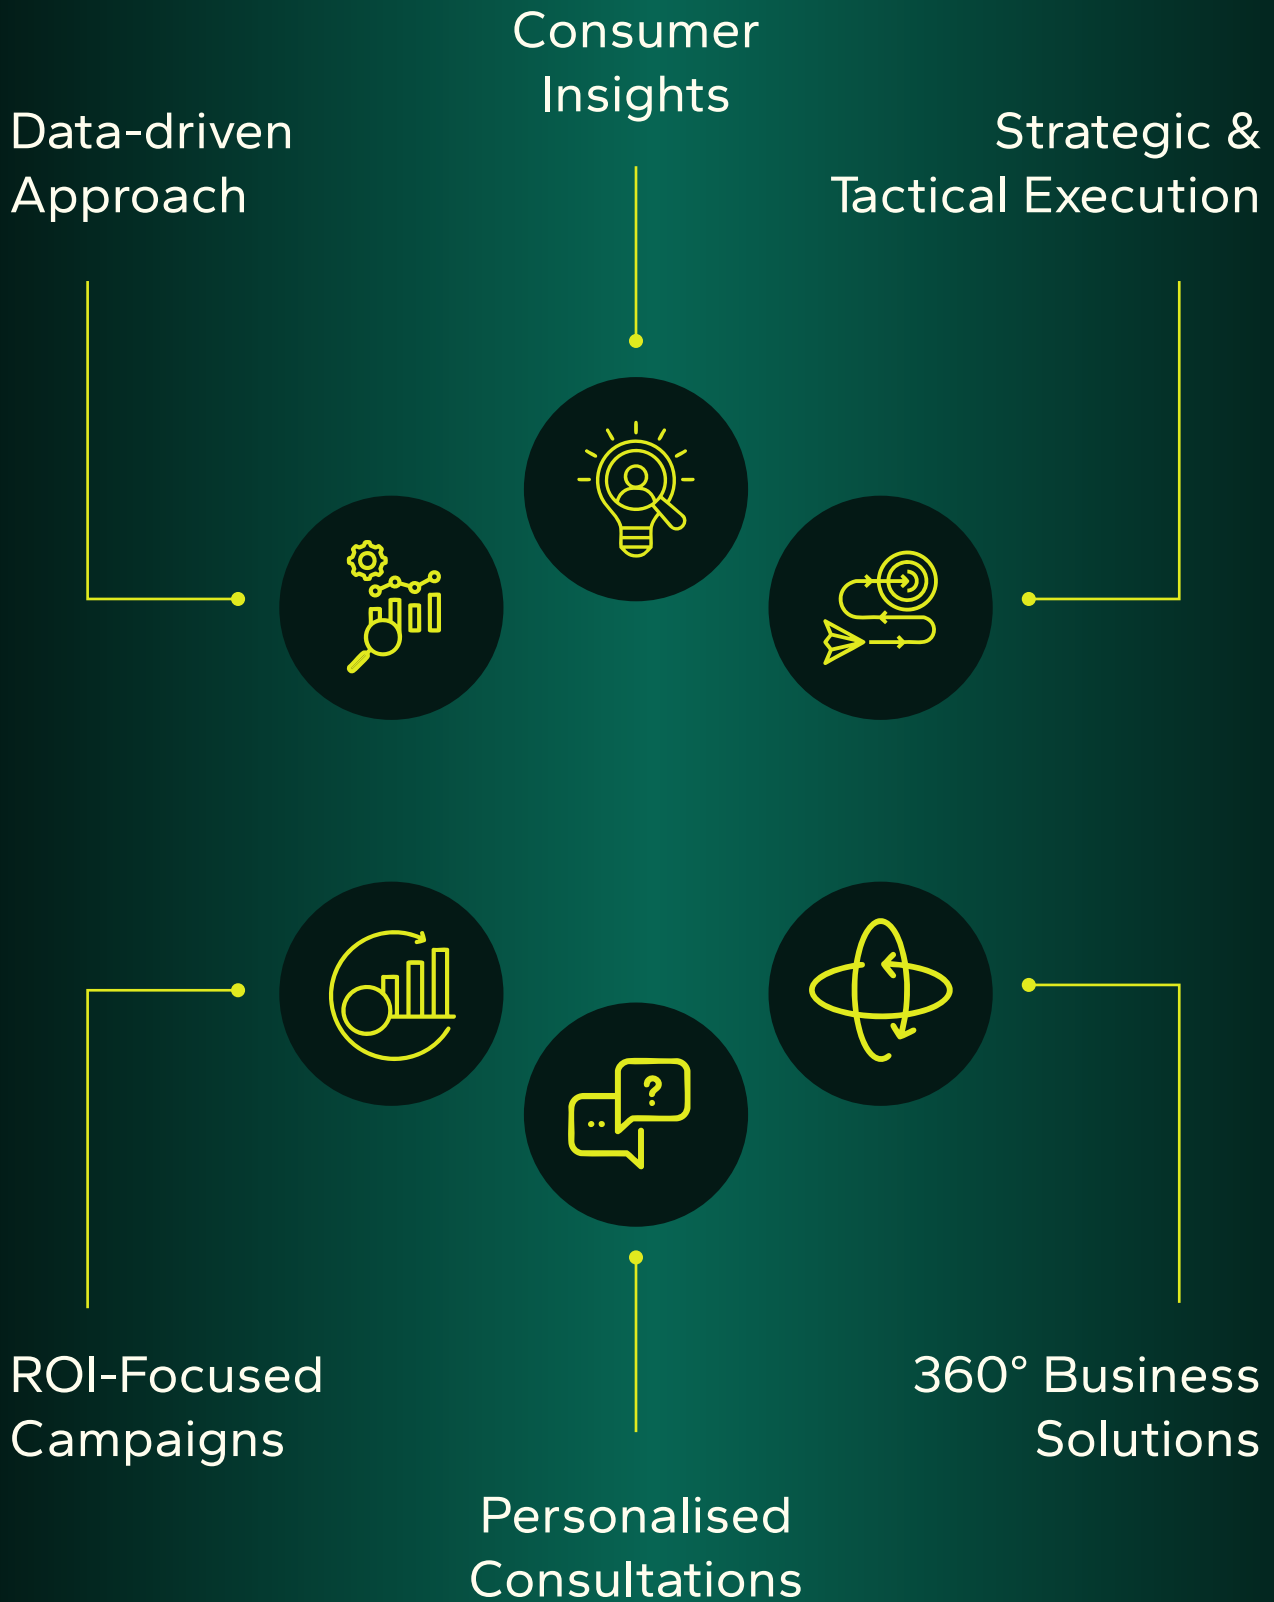 Consumer
Insights
Data-driven
Approach
Strategic &
Tactical Execution
?
ROI-Focused
Campaigns
360° Business
Solutions
Personalised
Consultations